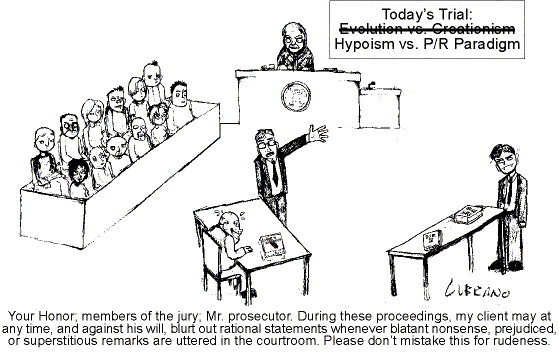 Today's Trial:
Evolution vs. Creationism
Hypoism vs. P/R Paradigm
Your Honor; members of the jury; Mr. prosecutor. During these proceedings, my client may at
any time, and against his will, blurt out rational statements whenever blatant nonsense, prejudiced,
or superstitious remarks are uttered in the courtroom. Please don't mistake this for rudeness.